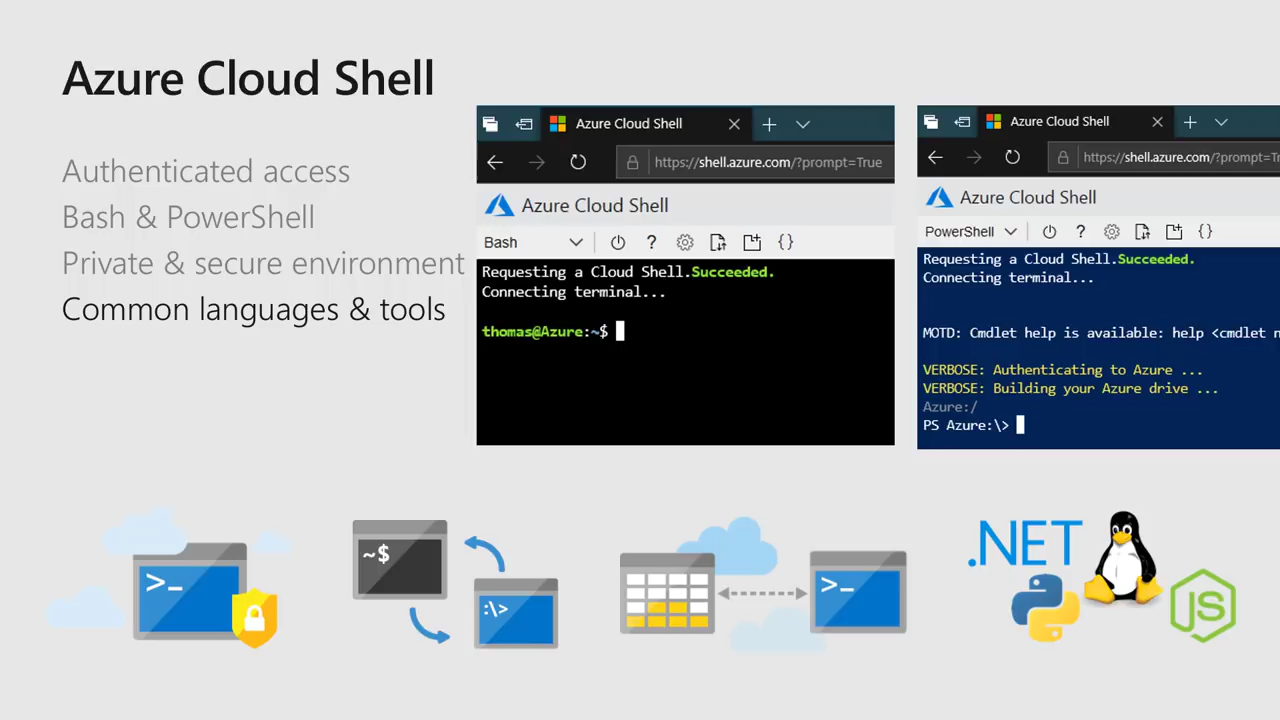 Azure Cloud Shell
Authenticated access
Bash & PowerShell
Private & secure environment
Common languages & tools
Azure Cloud Shell
https://shell.azure.com/?prompt=True
Azure Cloud Shell
Bash
?
{}
Requesting a Cloud Shell.Succeeded.
Connecting terminal...
thomas@Azure:~$
Azure Cloud Shell
https://shell.azure.com/?prompt=Tr
Azure Cloud Shell
PowerShell
?
{}
Requesting a Cloud Shell.Succeeded.
Connecting terminal...
MOTD: Cmdlet help is available: help <cmdlet n
VERBOSE: Authenticating to Azure ...
VERBOSE: Building your Azure drive ...
Azure:/
PS Azure:\>
>_
~$
:\>
>_
.NET
JS